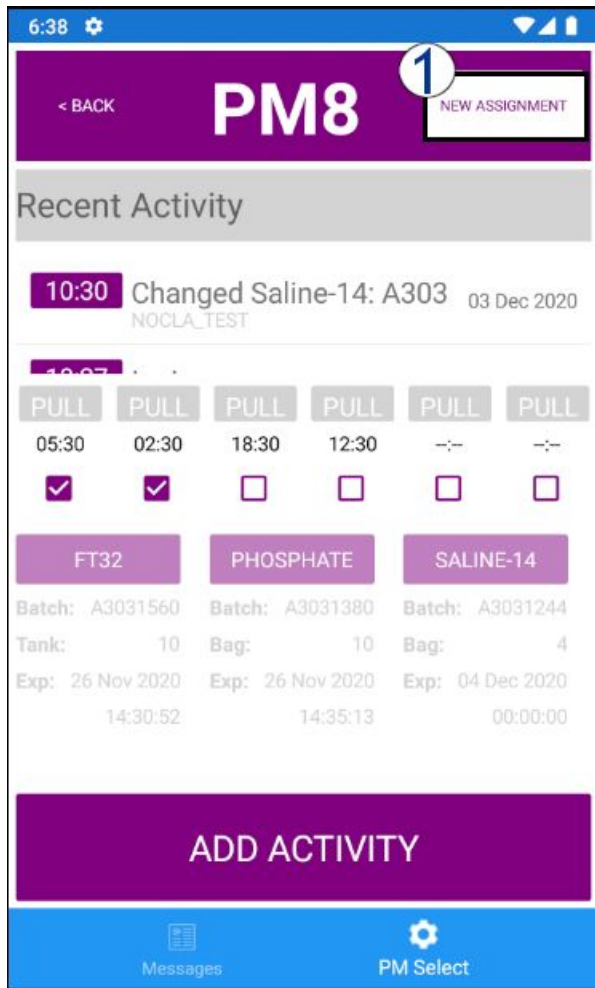 6:38
1
< BACK PM8 NEW ASSIGNMENT
Recent Activity
10:30 Changed Saline-14: A303 03 Dec 2020
NOCLA_TEST
PULL PULL PULL PULL PULL PULL
05:30 02:30 18:30 12:30 --:-- --:--
FT32 PHOSPHATE SALINE-14
Batch: A3031560 Batch: A3031380 Batch: A3031244
Tank: 10 Bag: 10 Bag: 4
Exp: 26 Nov 2020 Exp: 26 Nov 2020 Exp: 04 Dec 2020
14:30:52 14:35:13 00:00:00
ADD ACTIVITY
Messages PM Select